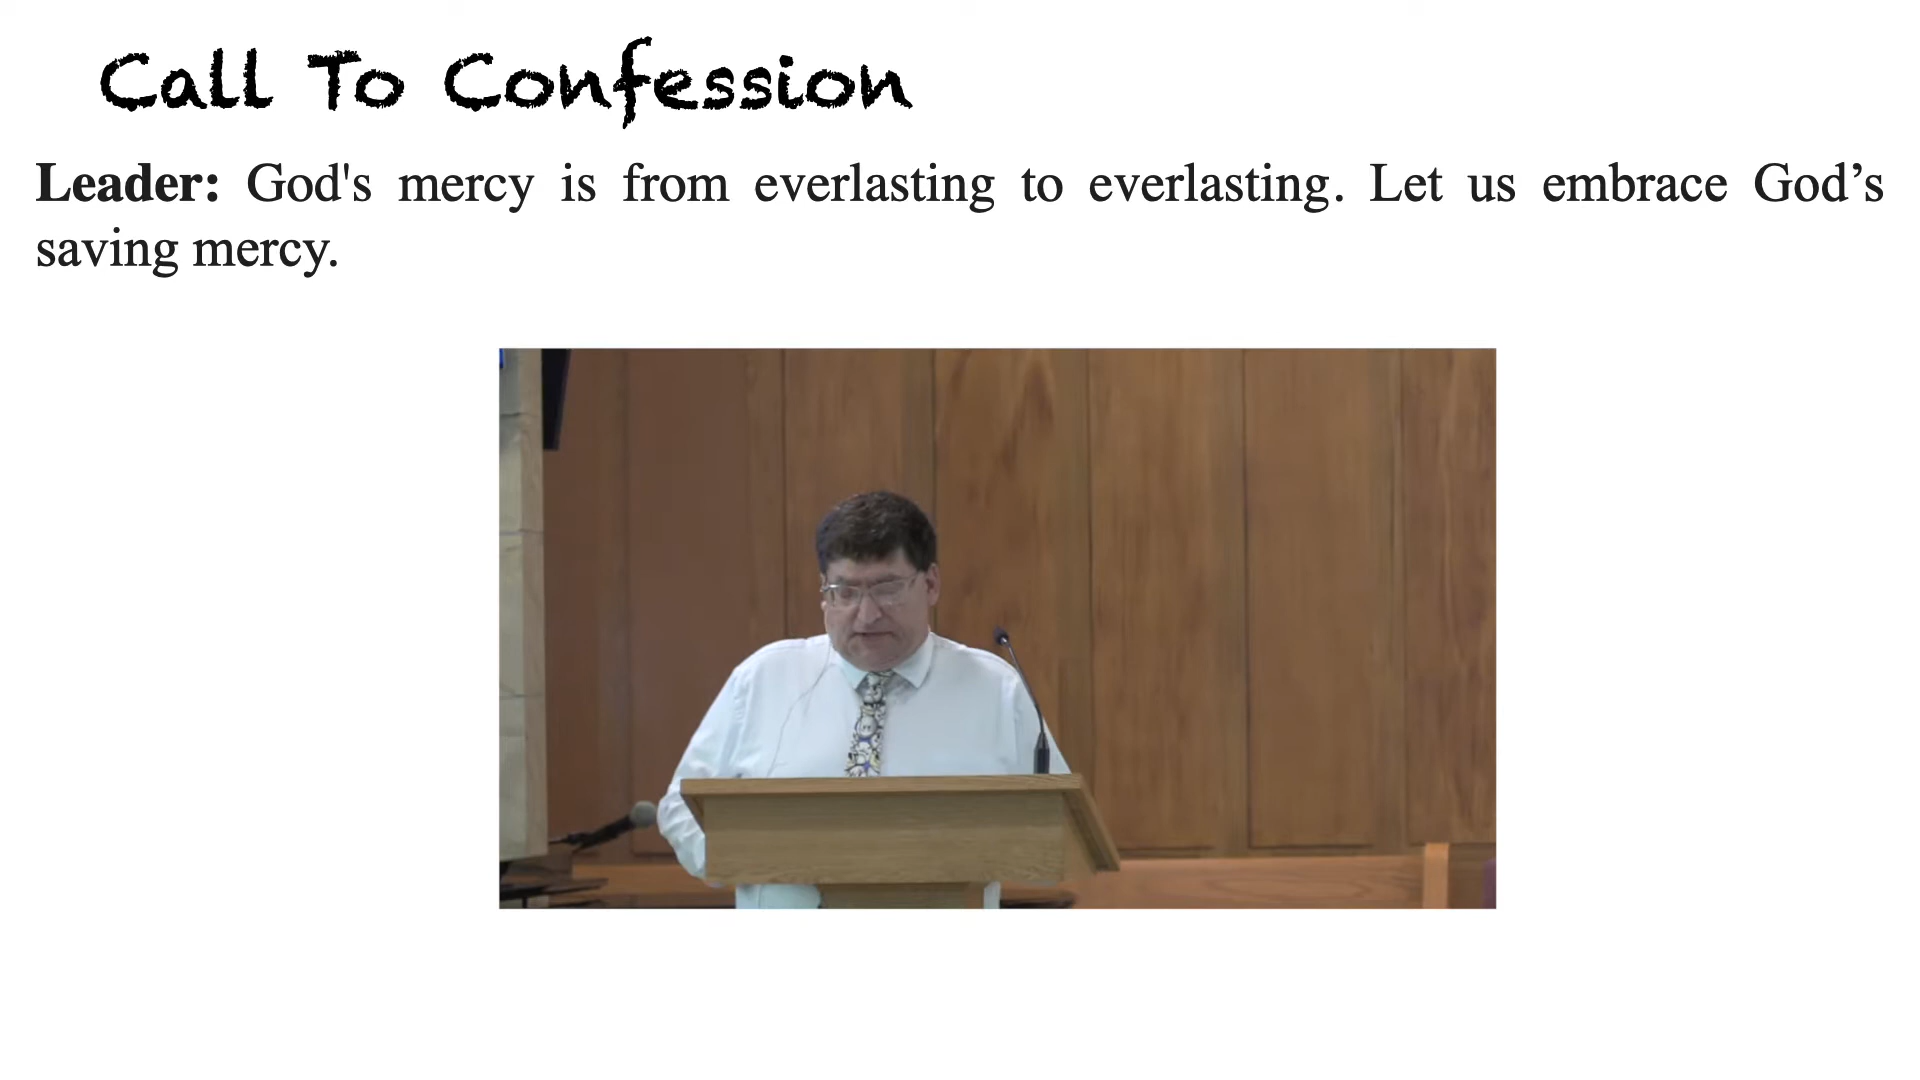 Call To Confession
Leader: God's mercy is from everlasting to everlasting. Let us embrace God’s
saving mercy.